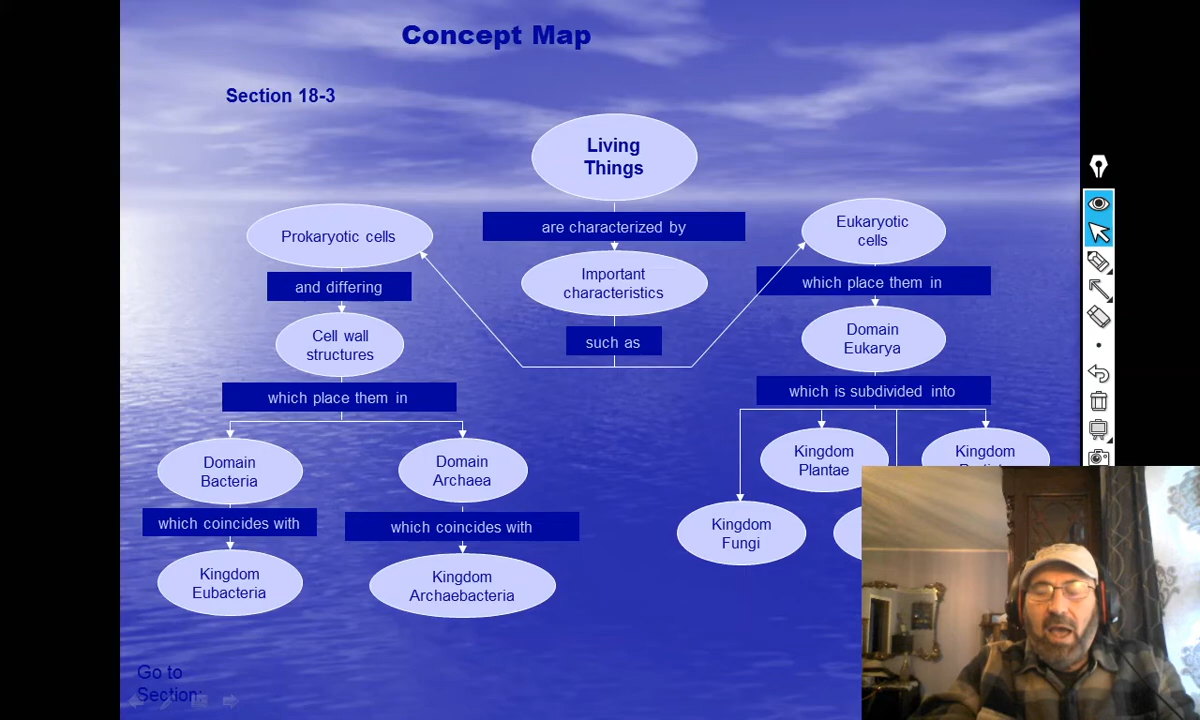 Concept Map
Section 18-3
Living
Things
are characterized by
Prokaryotic cells
Eukaryotic
cells
and differing
Important
characteristics
which place them in
Cell wall
structures
such as
Domain
Eukarya
which place them in
which is subdivided into
Domain
Bacteria
Domain
Archaea
Kingdom
Plantae
Kingdom
which coincides with
which coincides with
Kingdom
Fungi
Kingdom
Eubacteria
Kingdom
Archaebacteria
Go to
Section: